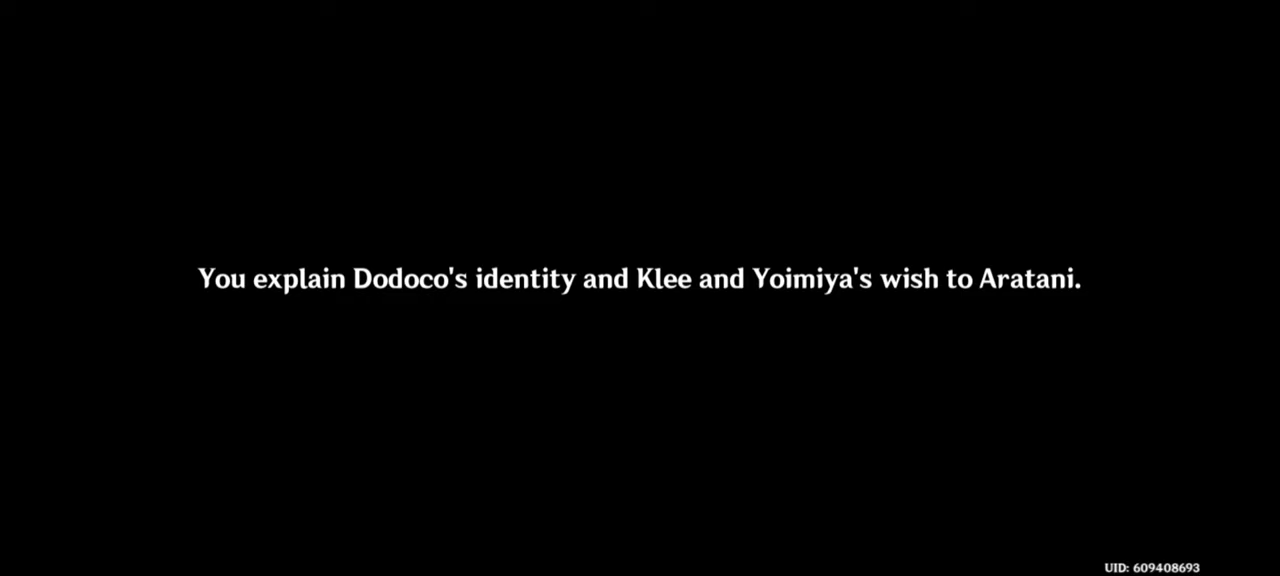 You explain Dodoco's identity and Klee and Yoimiya's wish to Aratani.
UID: 609408693